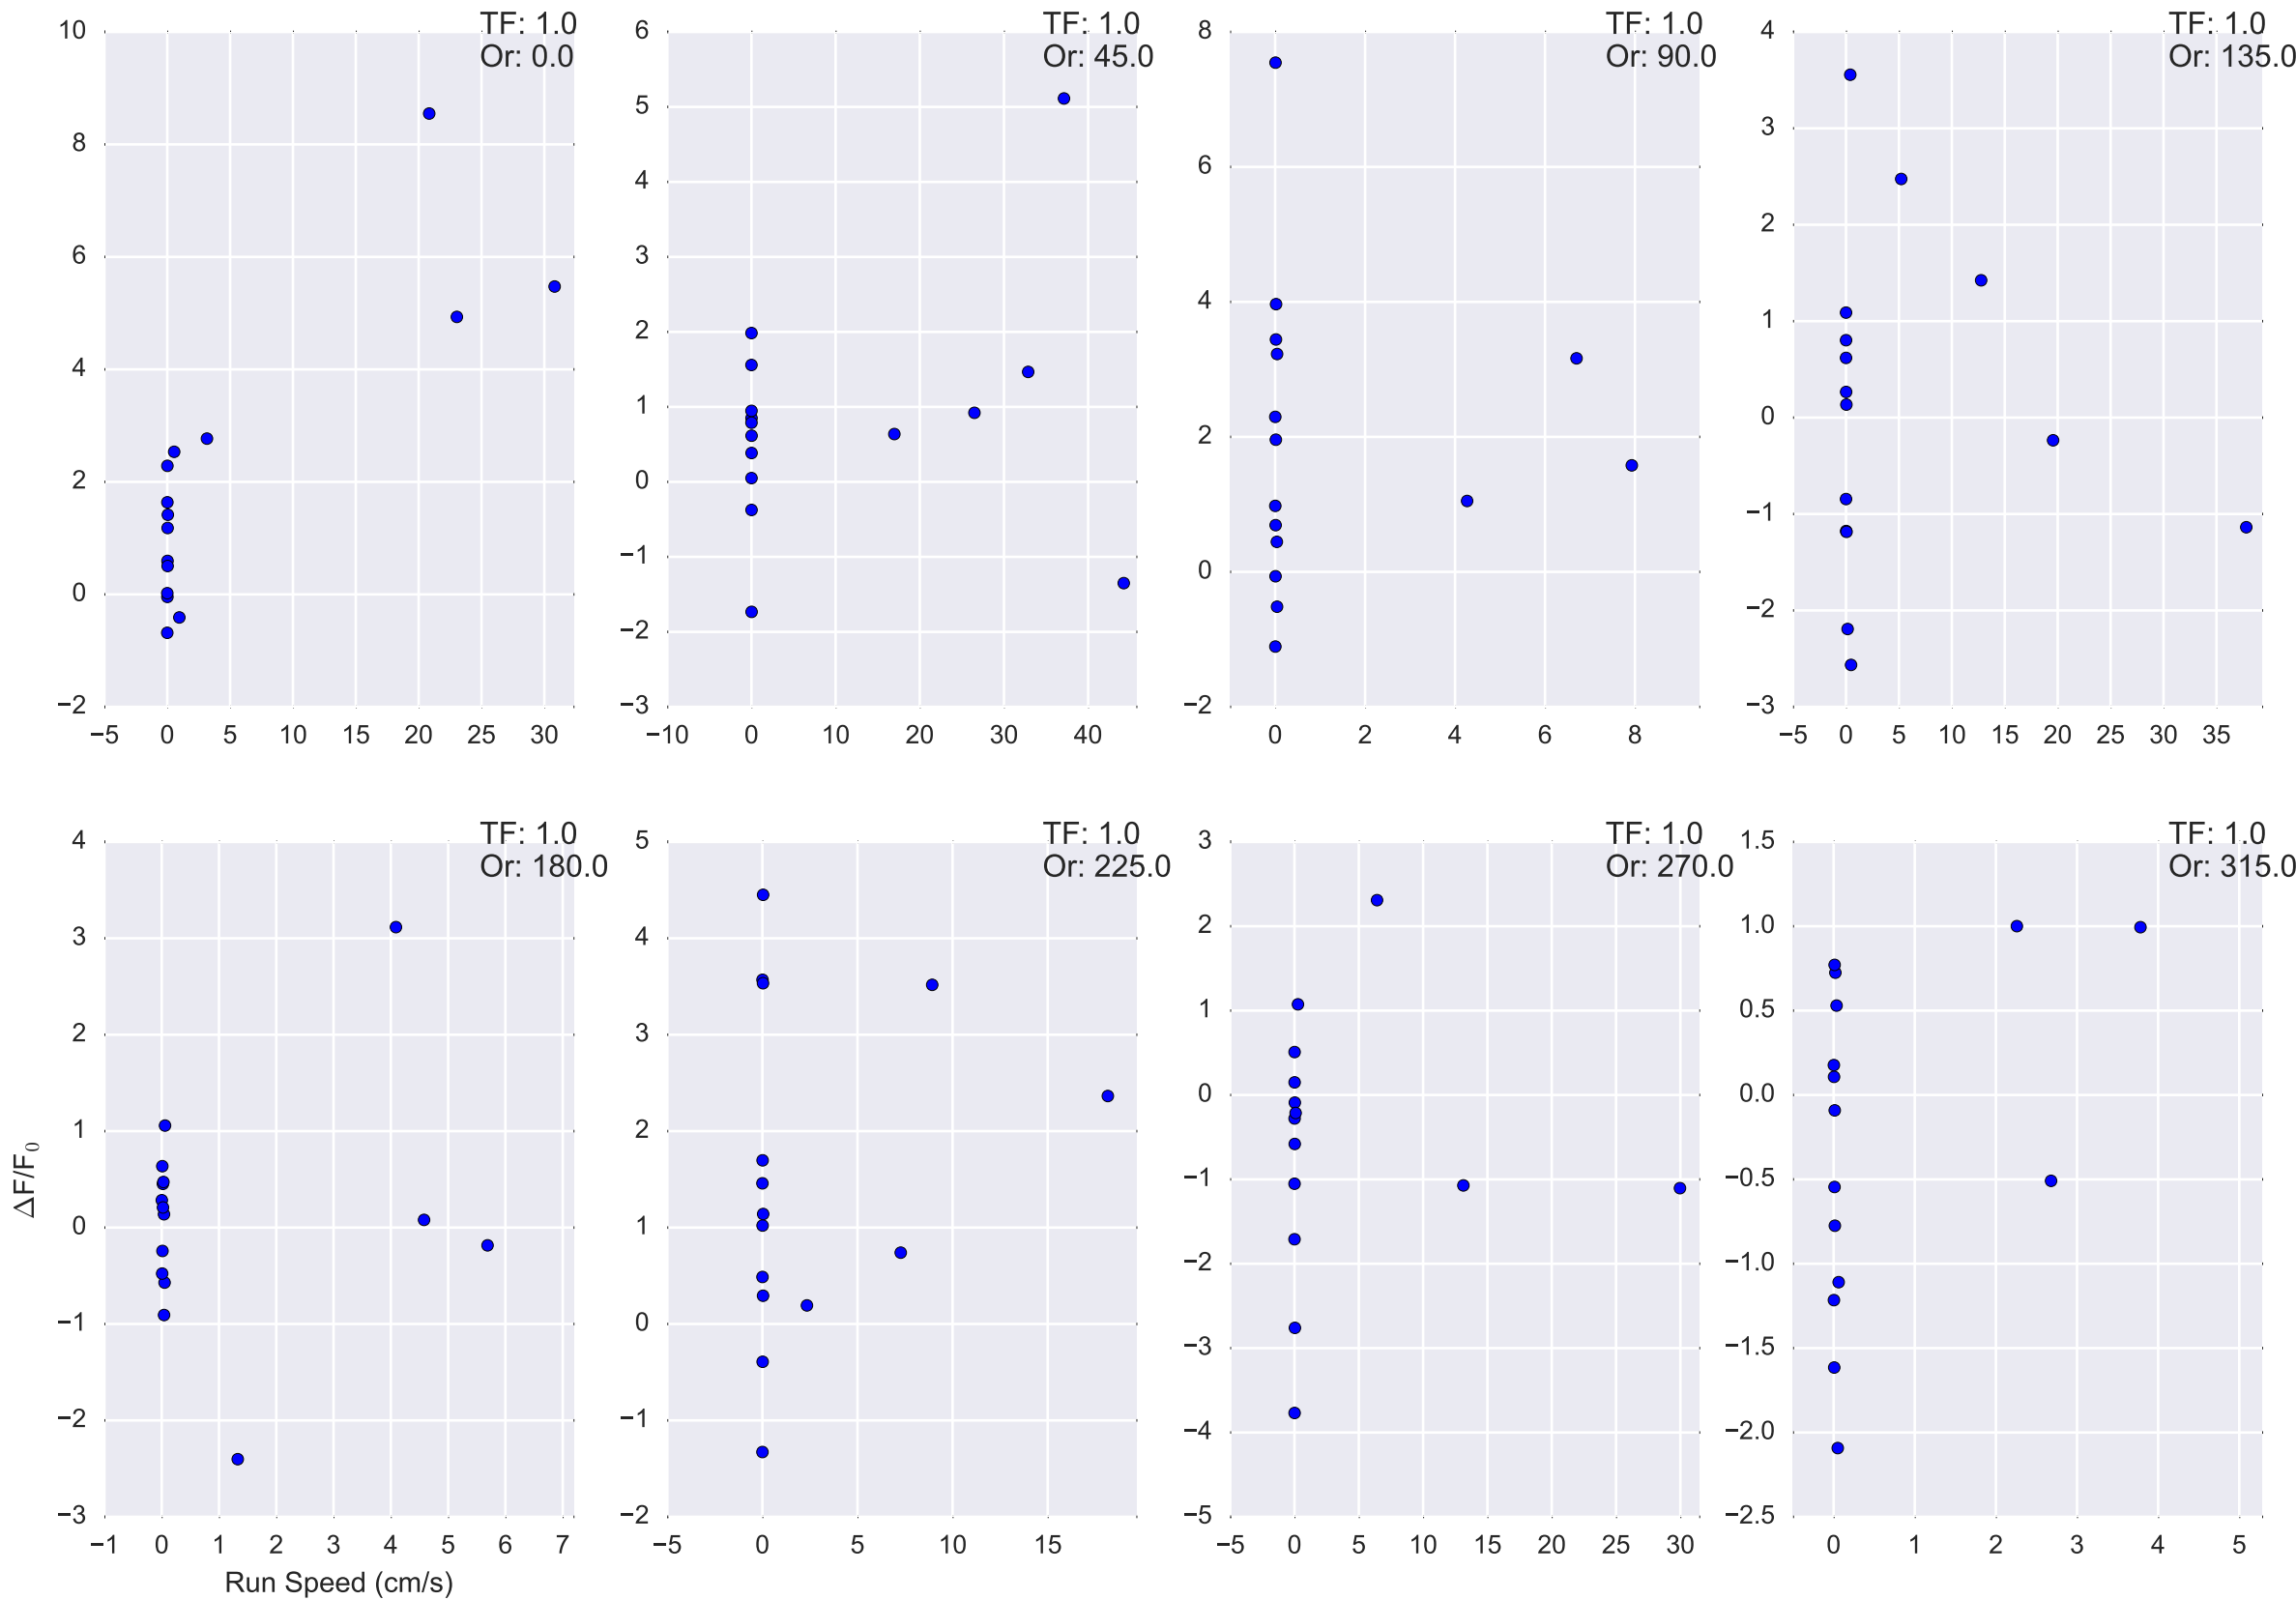 TF: 1.0
Or: 0.0
10
8
6
4
2
0
−2
−5 0 5 10 15 20 25 30
TF: 1.0
Or: 45.0
6
5
4
3
2
1
0
−1
−2
−3
−10 0 10 20 30 40
TF: 1.0
Or: 90.0
8
6
4
2
0
−2
0 2 4 6 8
TF: 1.0
Or: 135.0
4
3
2
1
0
−1
−2
−3
−5 0 5 10 15 20 25 30 35
TF: 1.0
Or: 180.0
4
3
2
1
0
−1
−2
−3
ΔF/F₀
−1 0 1 2 3 4 5 6 7
Run Speed (cm/s)
TF: 1.0
Or: 225.0
5
4
3
2
1
0
−1
−2
−5 0 5 10 15
TF: 1.0
Or: 270.0
3
2
1
0
−1
−2
−3
−4
−5
−5 0 5 10 15 20 25 30
TF: 1.0
Or: 315.0
1.5
1.0
0.5
0.0
−0.5
−1.0
−1.5
−2.0
−2.5
0 1 2 3 4 5